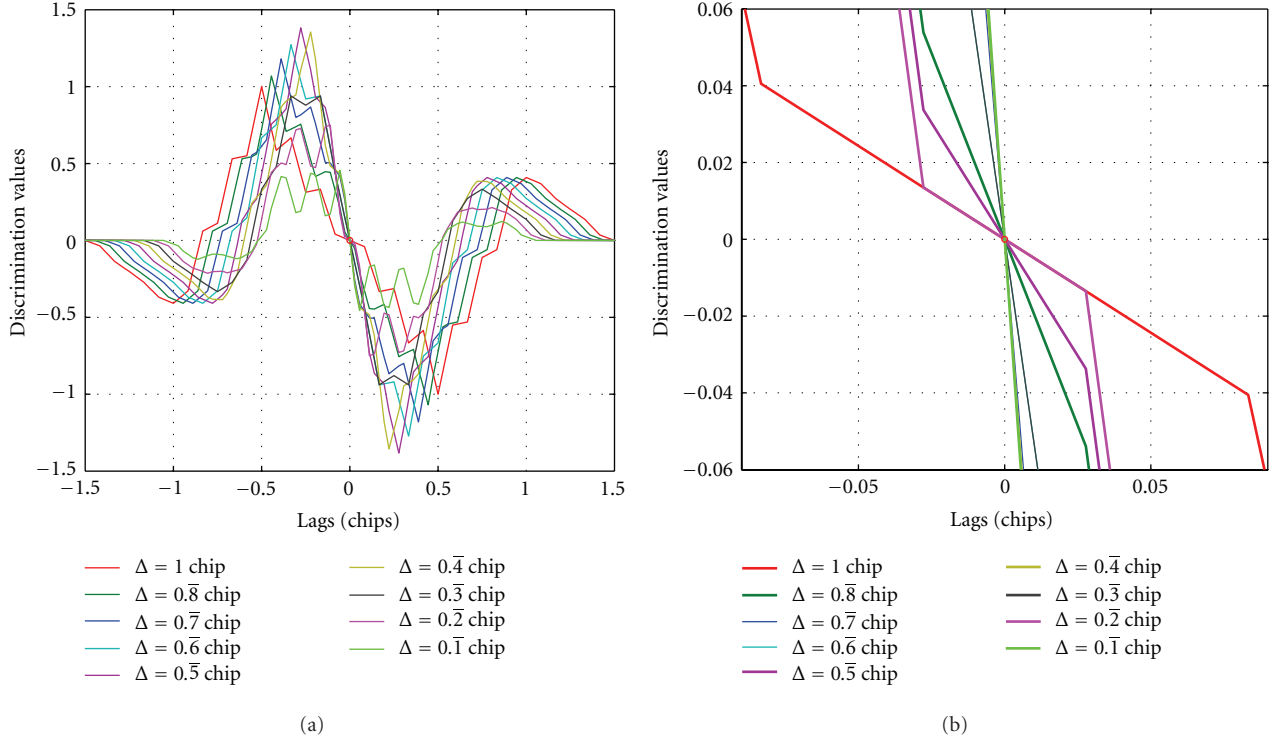 1.5
1
0.5
0
−0.5
−1
−1.5
Discrimination values
−1.5 −1 −0.5 0 0.5 1 1.5
Lags (chips)
Δ = 1 chip
Δ = 0.8̅ chip
Δ = 0.7̅ chip
Δ = 0.6̅ chip
Δ = 0.5̅ chip
Δ = 0.4̅ chip
Δ = 0.3̅ chip
Δ = 0.2̅ chip
Δ = 0.1̅ chip
(a)
0.06
0.04
0.02
0
−0.02
−0.04
−0.06
Discrimination values
−0.05 0 0.05
Lags (chips)
Δ = 1 chip
Δ = 0.8̅ chip
Δ = 0.7̅ chip
Δ = 0.6̅ chip
Δ = 0.5̅ chip
Δ = 0.4̅ chip
Δ = 0.3̅ chip
Δ = 0.2̅ chip
Δ = 0.1̅ chip
(b)